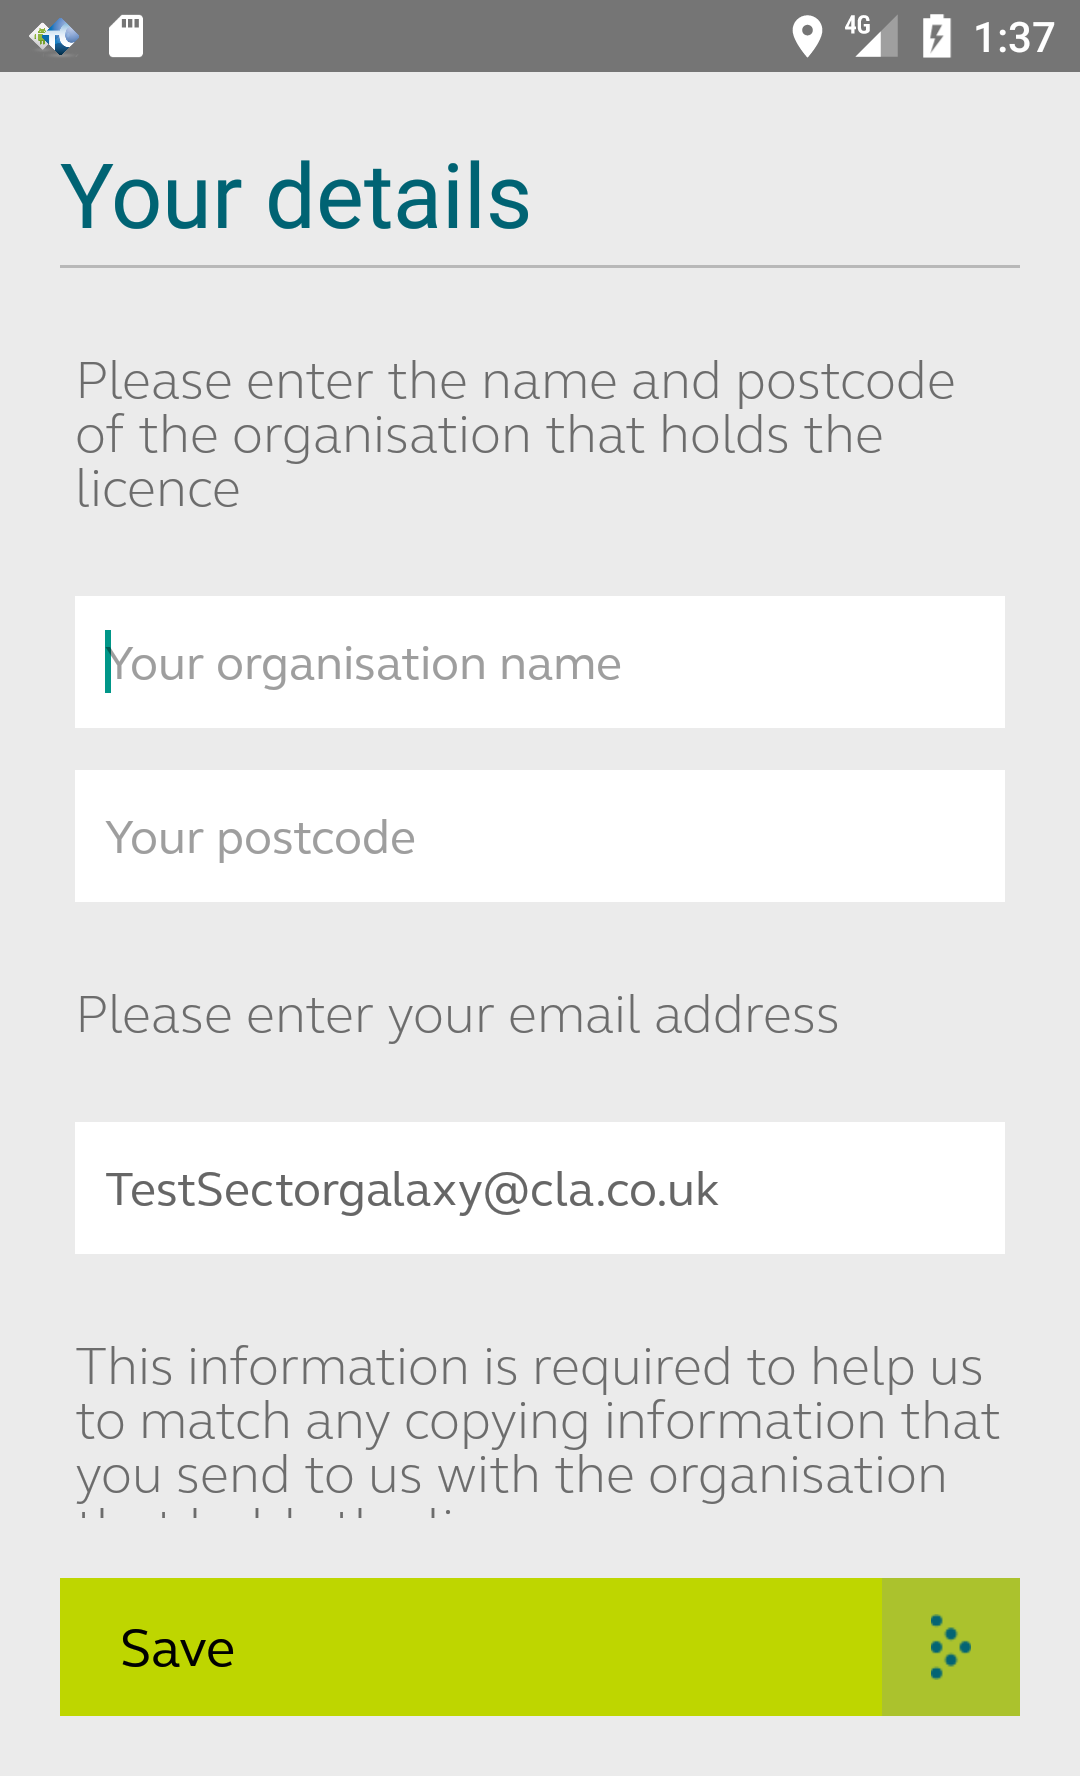 4G 1:37
Your details
Please enter the name and postcode
of the organisation that holds the
licence
Your organisation name
Your postcode
Please enter your email address
TestSectorgalaxy@cla.co.uk
This information is required to help us
to match any copying information that
you send to us with the organisation
Save